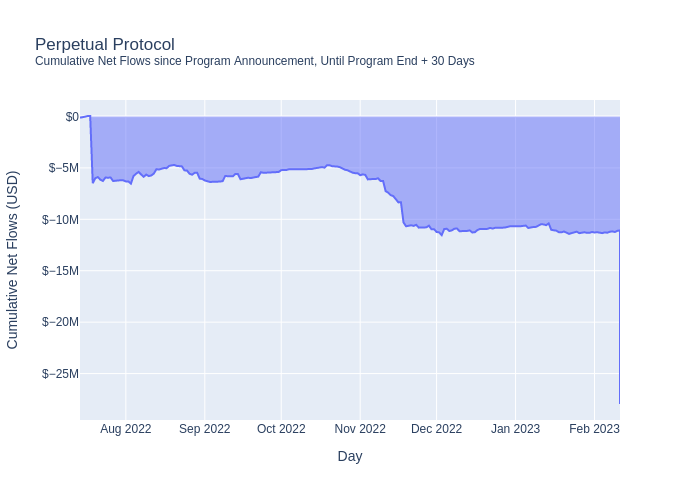 Perpetual Protocol
Cumulative Net Flows since Program Announcement, Until Program End + 30 Days
Cumulative Net Flows (USD)
$0
$−5M
$−10M
$−15M
$−20M
$−25M
Aug 2022
Sep 2022
Oct 2022
Nov 2022
Dec 2022
Jan 2023
Feb 2023
Day